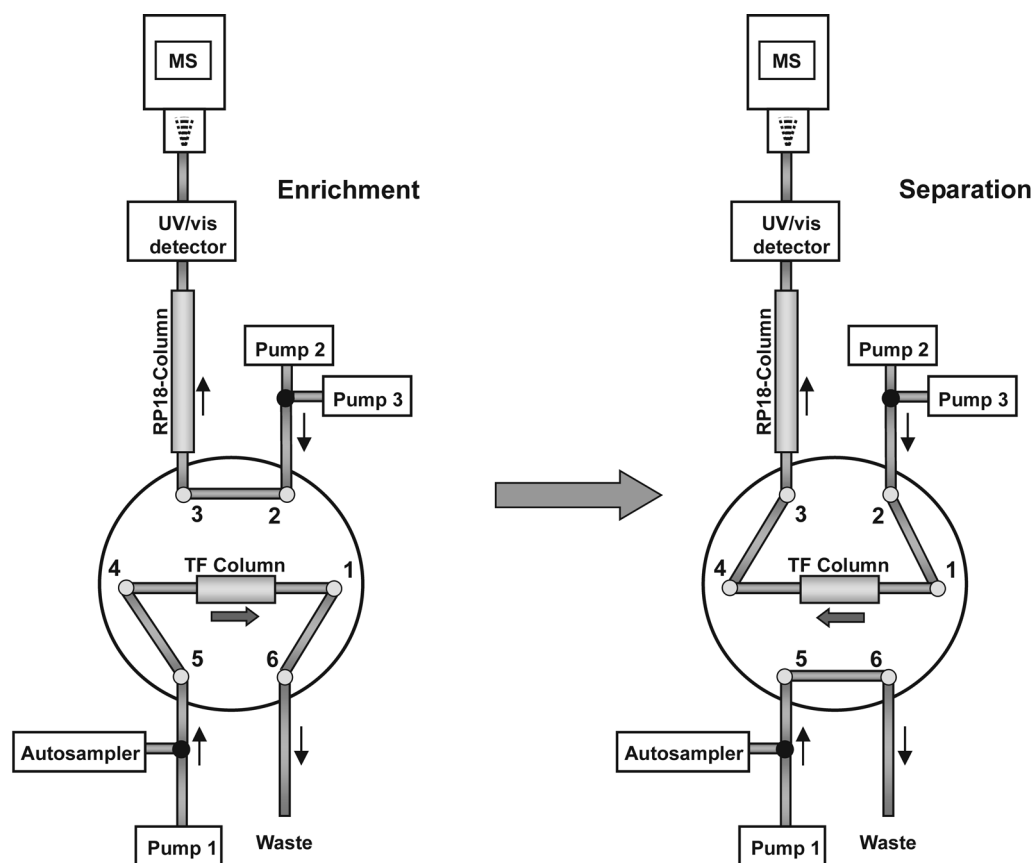 MS
Enrichment
UV/vis
detector
RP18-Column
Pump 2
Pump 3
3
2
4
TF Column
1
5
6
Autosampler
Pump 1
Waste
MS
Separation
UV/vis
detector
RP18-Column
Pump 2
Pump 3
3
2
4
TF Column
1
5
6
Autosampler
Pump 1
Waste